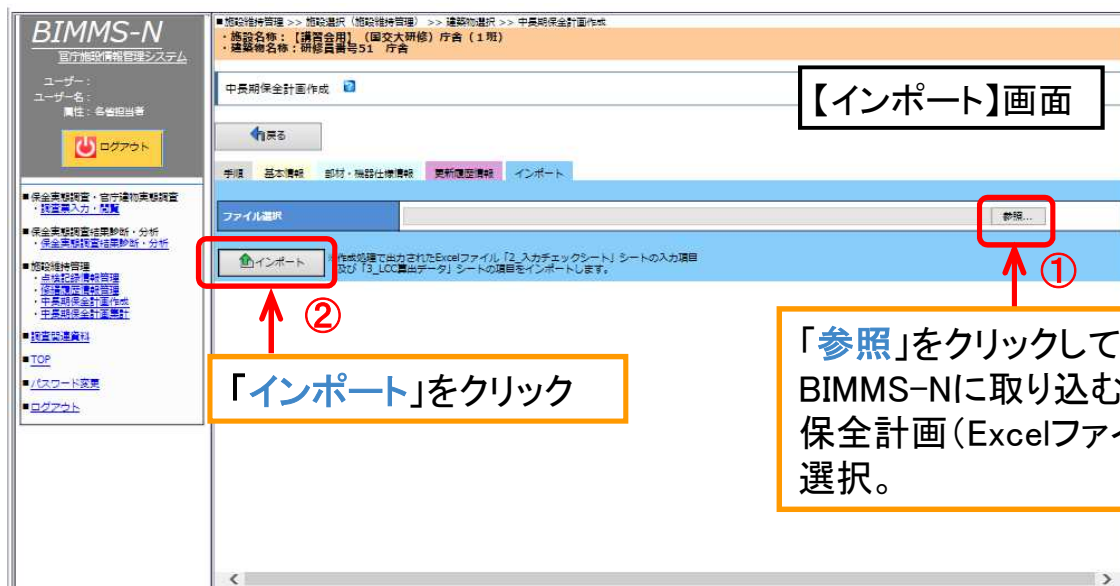 BIMMS-N
官庁施設情報管理システム
ユーザー：
ユーザー名：
属性：各省担当者
ログアウト
■保全実態調査・官庁建物実態調査
・調査票入力・閲覧
■保全実態調査結果診断・分析
・保全実態調査結果診断・分析
■施設維持管理
・点検記録情報管理
・修繕履歴情報管理
・中長期保全計画作成
・中長期保全計画集計
■調査関連資料
■TOP
■パスワード変更
■ログアウト
■施設維持管理 >> 施設選択（施設維持管理） >> 建築物選択 >> 中長期保全計画作成
・施設名称：【講習会用】（国交大研修）庁舎（1班）
・建築物名称：研修員番号51 庁舎
中長期保全計画作成
【インポート】画面
戻る
手順 基本情報 部材・機器仕様情報 更新履歴情報 インポート
ファイル選択
参照...
インポート
※作成処理で出力されたExcelファイル「2_入力チェックシート」シートの入力項目
及び「3_LCC算出データ」シートの項目をインポートします。
①
②
「参照」をクリックして
BIMMS-Nに取り込む
保全計画（Excelファイ
選択。
「インポート」をクリック